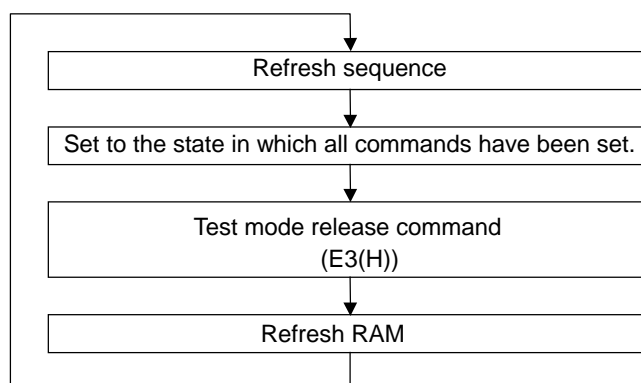 Refresh sequence
Set to the state in which all commands have been set.
Test mode release command
(E3(H))
Refresh RAM